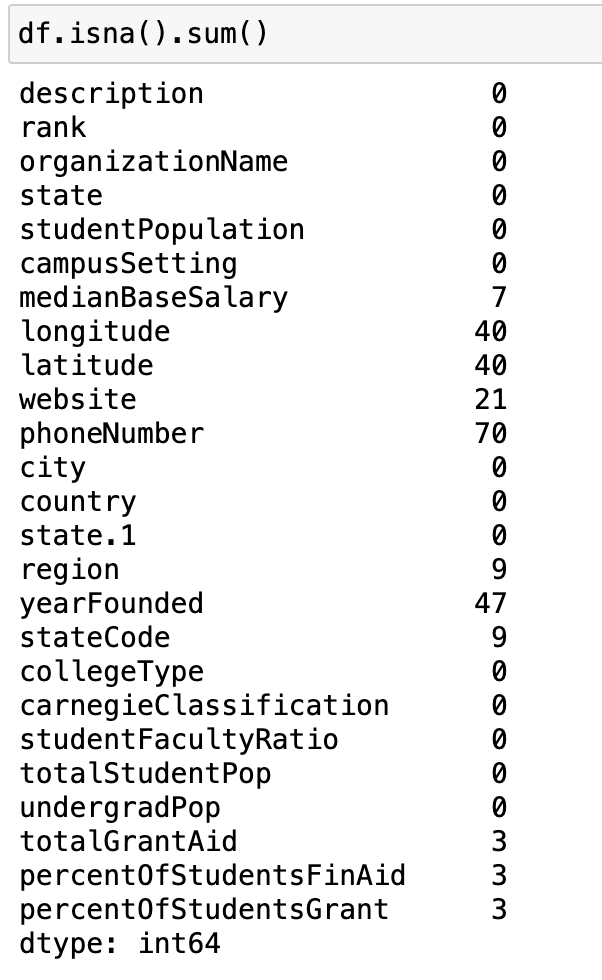 df.isna().sum()
description 0
rank 0
organizationName 0
state 0
studentPopulation 0
campusSetting 0
medianBaseSalary 7
longitude 40
latitude 40
website 21
phoneNumber 70
city 0
country 0
state.1 0
region 9
yearFounded 47
stateCode 9
collegeType 0
carnegieClassification 0
studentFacultyRatio 0
totalStudentPop 0
undergradPop 0
totalGrantAid 3
percentOfStudentsFinAid 3
percentOfStudentsGrant 3
dtype: int64